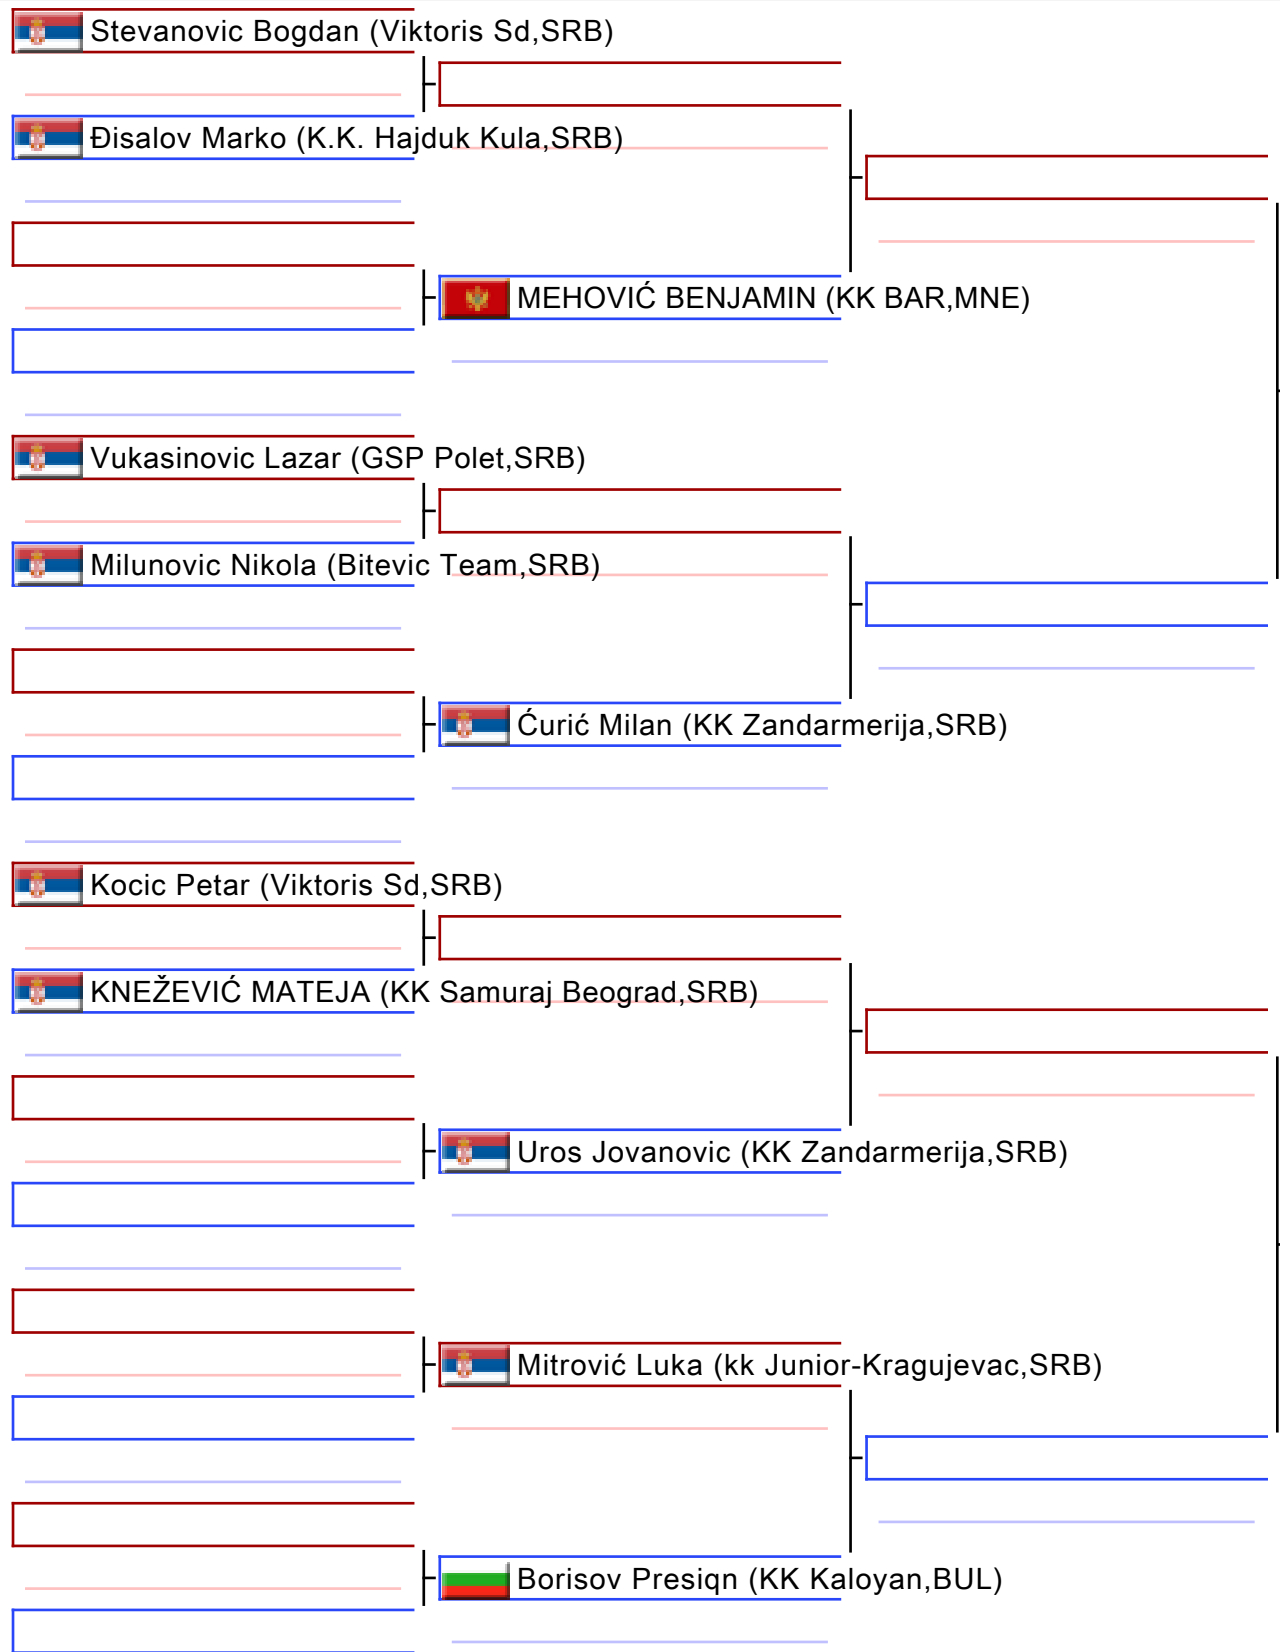 Stevanovic Bogdan (Viktoris Sd,SRB)
Đisalov Marko (K.K. Hajduk Kula,SRB)
MEHOVIĆ BENJAMIN (KK BAR,MNE)
Vukasinovic Lazar (GSP Polet,SRB)
Milunovic Nikola (Bitevic Team,SRB)
Ćurić Milan (KK Zandarmerija,SRB)
Kocic Petar (Viktoris Sd,SRB)
KNEŽEVIĆ MATEJA (KK Samuraj Beograd,SRB)
Uros Jovanovic (KK Zandarmerija,SRB)
Mitrović Luka (kk Junior-Kragujevac,SRB)
Borisov Presiqn (KK Kaloyan,BUL)